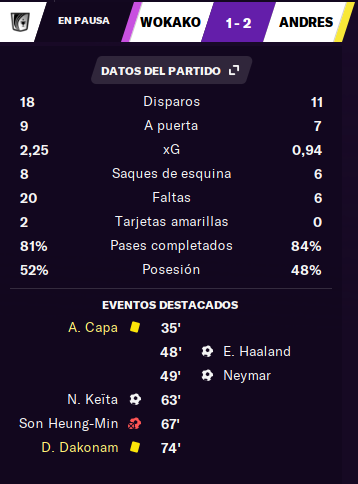 EN PAUSA WOKAKO 1 - 2 ANDRES
DATOS DEL PARTIDO
18 Disparos 11
9 A puerta 7
2,25 xG 0,94
8 Saques de esquina 6
20 Faltas 6
2 Tarjetas amarillas 0
81% Pases completados 84%
52% Posesión 48%
EVENTOS DESTACADOS
A. Capa 35'
48' E. Haaland
49' Neymar
N. Keïta 63'
Son Heung-Min 67'
D. Dakonam 74'